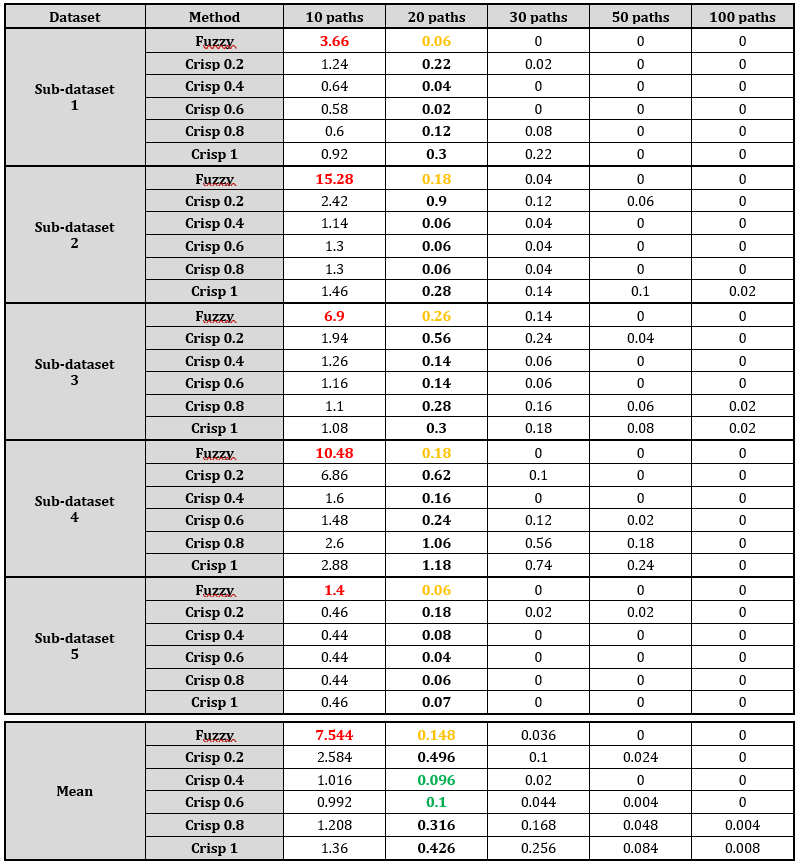 Dataset Method 10 paths 20 paths 30 paths 50 paths 100 paths
Sub-dataset 1
Fuzzy 3.66 0.06 0 0 0
Crisp 0.2 1.24 0.22 0.02 0 0
Crisp 0.4 0.64 0.04 0 0 0
Crisp 0.6 0.58 0.02 0 0 0
Crisp 0.8 0.6 0.12 0.08 0 0
Crisp 1 0.92 0.3 0.22 0 0
Sub-dataset 2
Fuzzy 15.28 0.18 0.04 0 0
Crisp 0.2 2.42 0.9 0.12 0.06 0
Crisp 0.4 1.14 0.06 0.04 0 0
Crisp 0.6 1.3 0.06 0.04 0 0
Crisp 0.8 1.3 0.06 0.04 0 0
Crisp 1 1.46 0.28 0.14 0.1 0.02
Sub-dataset 3
Fuzzy 6.9 0.26 0.14 0 0
Crisp 0.2 1.94 0.56 0.24 0.04 0
Crisp 0.4 1.26 0.14 0.06 0 0
Crisp 0.6 1.16 0.14 0.06 0 0
Crisp 0.8 1.1 0.28 0.16 0.06 0.02
Crisp 1 1.08 0.3 0.18 0.08 0.02
Sub-dataset 4
Fuzzy 10.48 0.18 0 0 0
Crisp 0.2 6.86 0.62 0.1 0 0
Crisp 0.4 1.6 0.16 0 0 0
Crisp 0.6 1.48 0.24 0.12 0.02 0
Crisp 0.8 2.6 1.06 0.56 0.18 0
Crisp 1 2.88 1.18 0.74 0.24 0
Sub-dataset 5
Fuzzy 1.4 0.06 0 0 0
Crisp 0.2 0.46 0.18 0.02 0.02 0
Crisp 0.4 0.44 0.08 0 0 0
Crisp 0.6 0.44 0.04 0 0 0
Crisp 0.8 0.44 0.06 0 0 0
Crisp 1 0.46 0.07 0 0 0
Mean
Fuzzy 7.544 0.148 0.036 0 0
Crisp 0.2 2.584 0.496 0.1 0.024 0
Crisp 0.4 1.016 0.096 0.02 0 0
Crisp 0.6 0.992 0.1 0.044 0.004 0
Crisp 0.8 1.208 0.316 0.168 0.048 0.004
Crisp 1 1.36 0.426 0.256 0.084 0.008